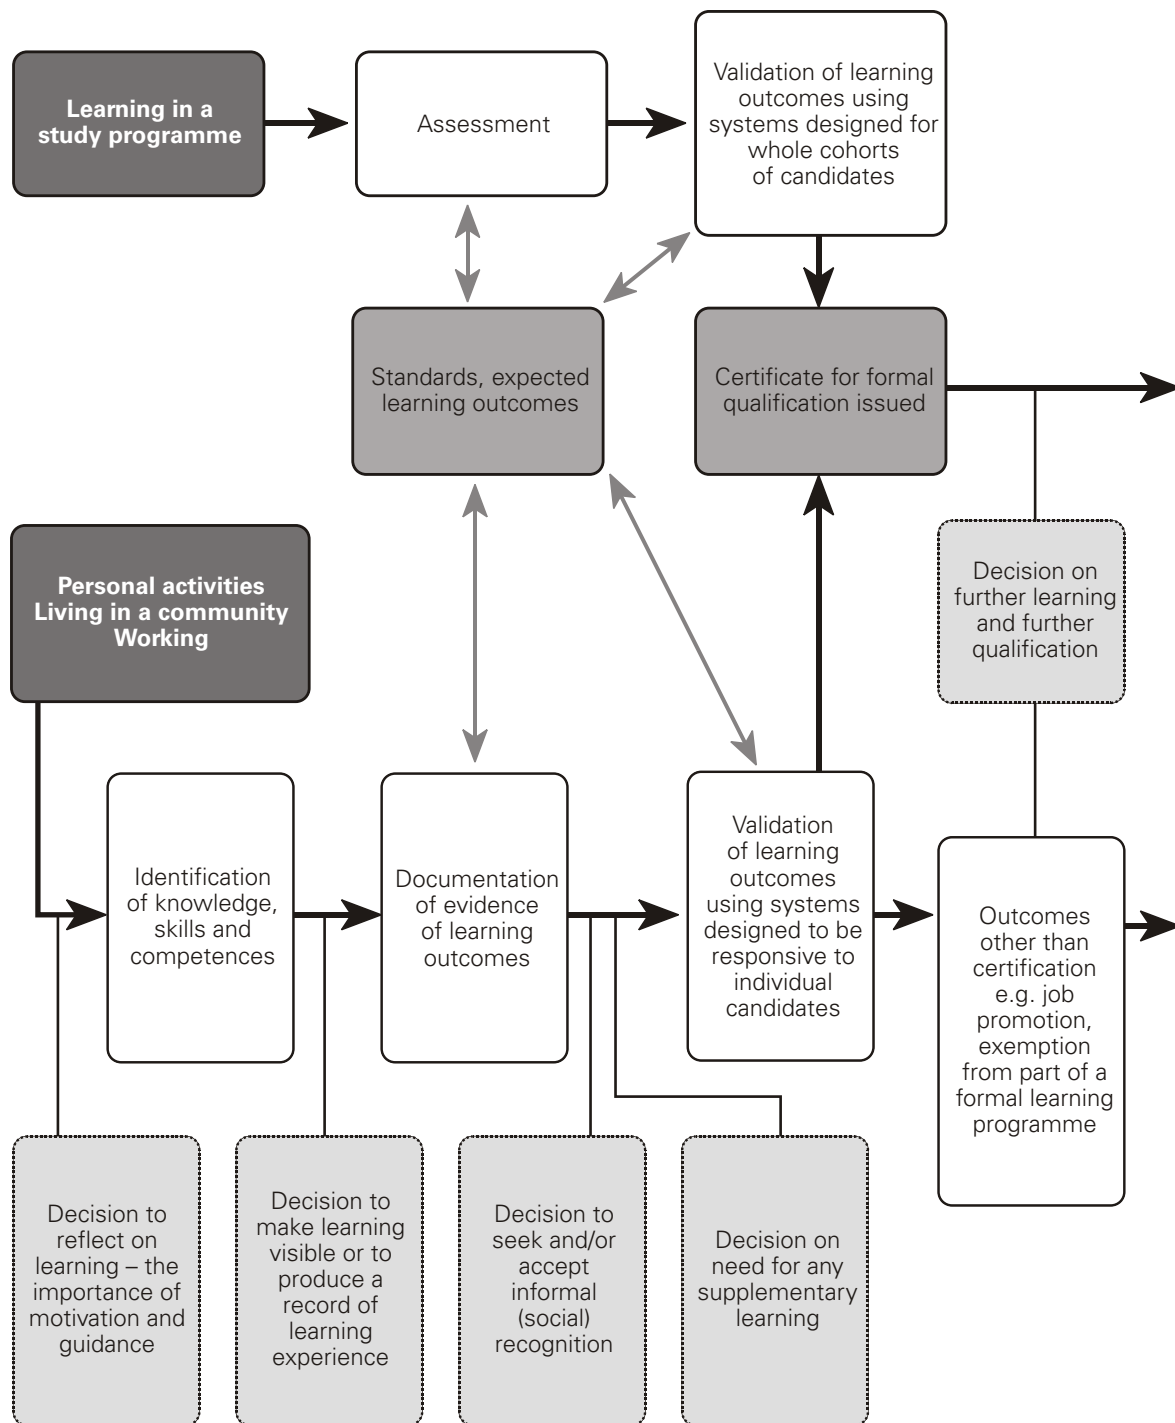 Learning in a
study programme
Assessment
Validation of learning
outcomes using
systems designed for
whole cohorts
of candidates
Standards, expected
learning outcomes
Certificate for formal
qualification issued
Personal activities
Living in a community
Working
Decision on
further learning
and further
qualification
Identification
of knowledge,
skills and
competences
Documentation
of evidence
of learning
outcomes
Validation
of learning
outcomes
using systems
designed to be
responsive to
individual
candidates
Outcomes
other than
certification
e.g. job
promotion,
exemption
from part of a
formal learning
programme
Decision to
reflect on
learning – the
importance of
motivation and
guidance
Decision to
make learning
visible or to
produce a
record of
learning
experience
Decision to
seek and/or
accept
informal
(social)
recognition
Decision on
need for any
supplementary
learning